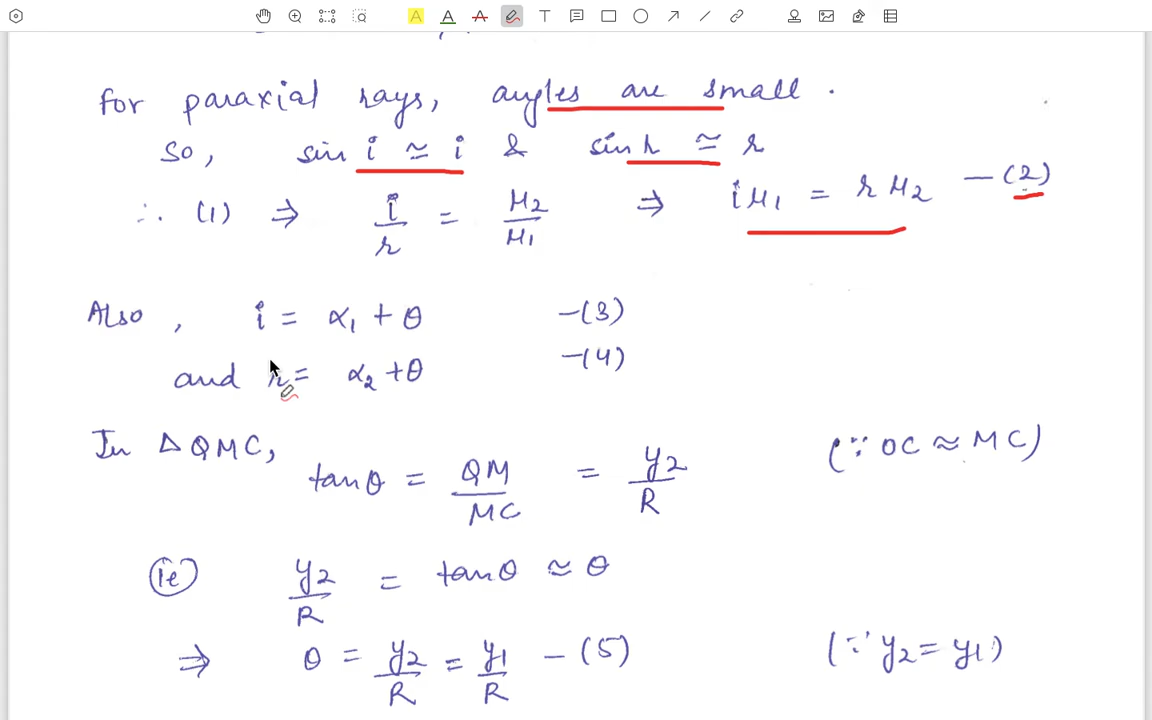 for paraxial rays, angles are small.
So, sin i ≃ i & sin r ≃ r
∴ (1) ⇒ i/r = μ2/μ1 ⇒ iμ1 = rμ2 —(2)
Also, i = α1 + θ —(3)
and r = α2 + θ —(4)
In △QMC,
tanθ = QM/MC = y2/R (∵ OC ≈ MC)
(ie) y2/R = tanθ ≈ θ
⇒ θ = y2/R = y1/R —(5) (∵ y2 = y1)